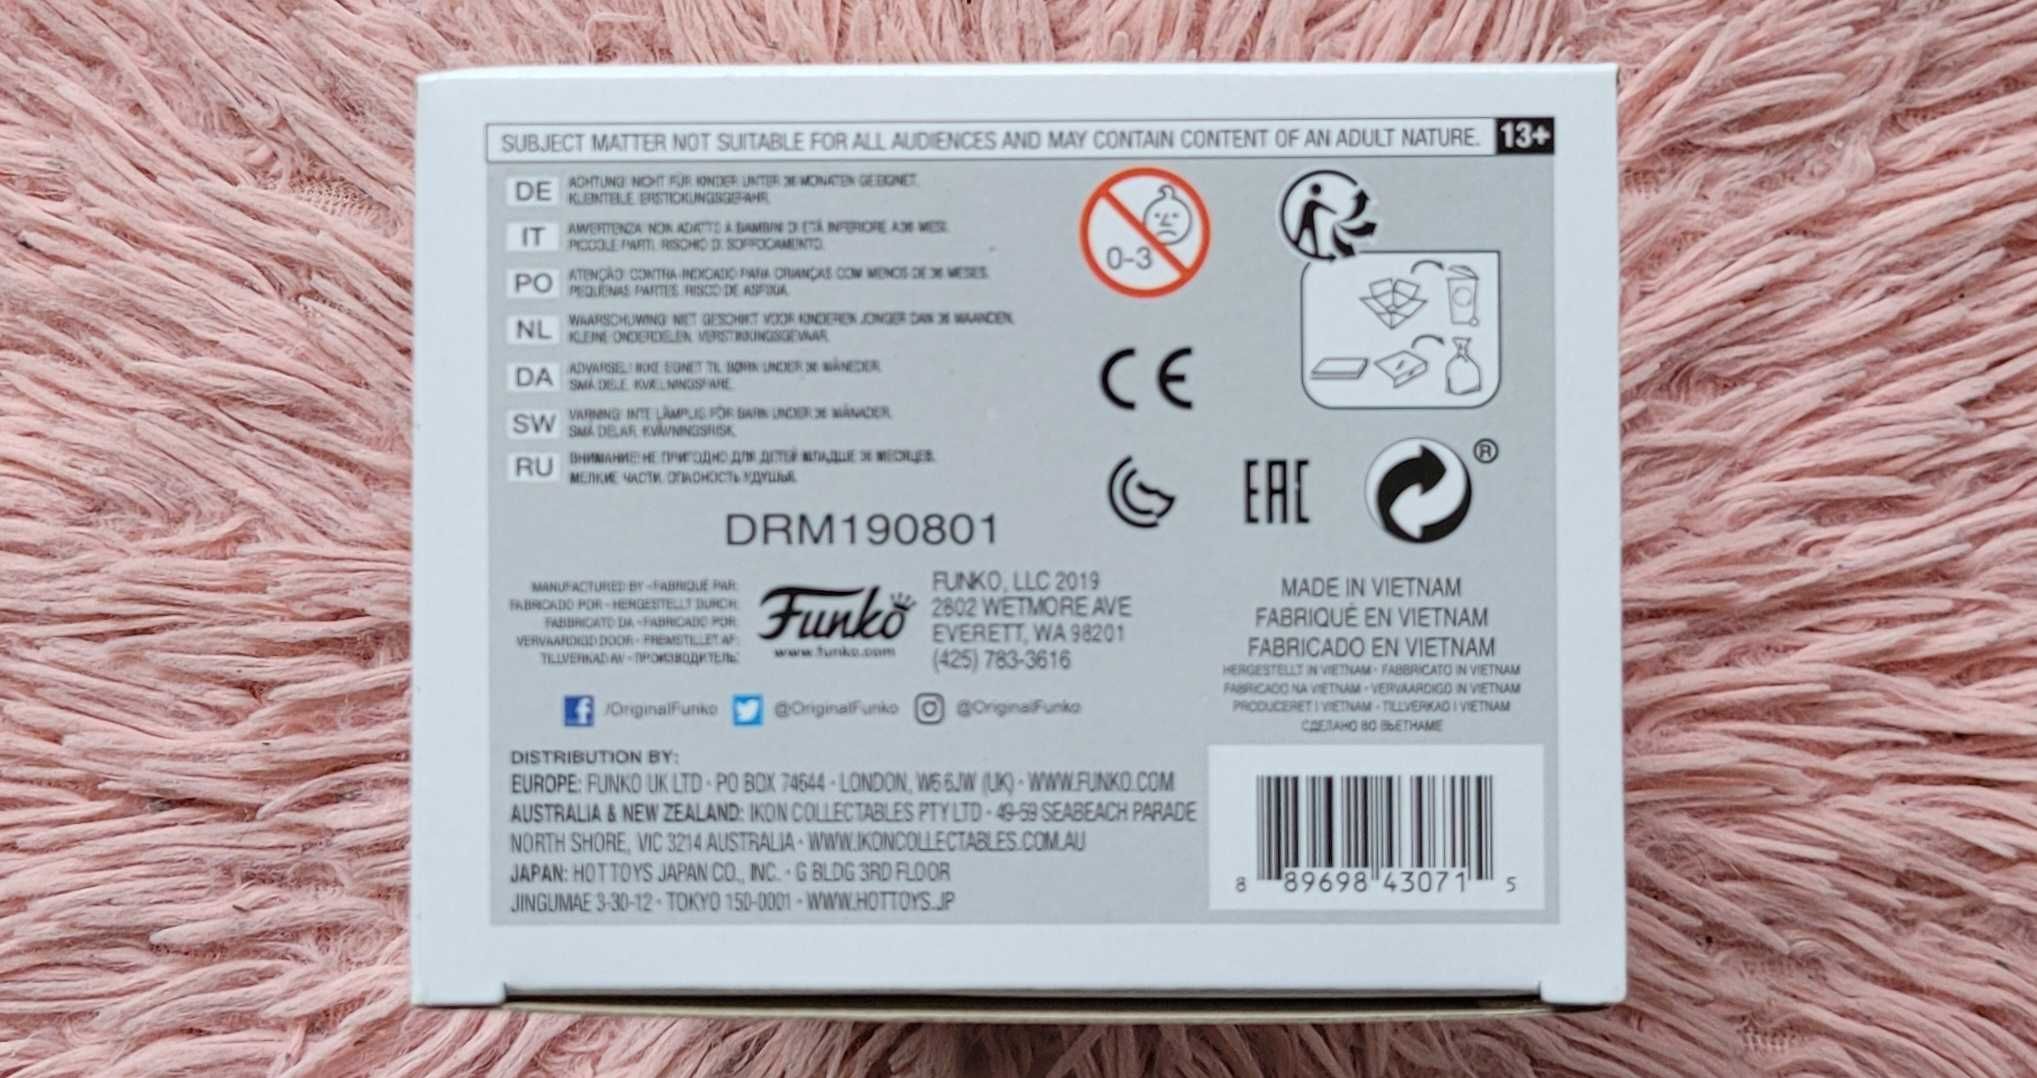 SUBJECT MATTER NOT SUITABLE FOR ALL AUDIENCES AND MAY CONTAIN CONTENT OF AN ADULT NATURE. 13+
DE ACHTUNG! NICHT FÜR KINDER UNTER 36 MONATEN GEEIGNET.
KLEINTEILE. ERSTICKUNGSGEFAHR.
IT AVVERTENZA: NON ADATTO A BAMBINI DI ETÀ INFERIORE A 36 MESI.
PICCOLE PARTI. RISCHIO DI SOFFOCAMENTO.
PO ATENÇÃO! CONTRA-INDICADO PARA CRIANÇAS COM MENOS DE 36 MESES.
PEQUENAS PARTES. RISCO DE ASFIXIA.
NL WAARSCHUWING! NIET GESCHIKT VOOR KINDEREN JONGER DAN 36 MAANDEN.
KLEINE ONDERDELEN. VERSTIKKINGSGEVAAR.
DA ADVARSEL! IKKE EGNET TIL BØRN UNDER 36 MÅNEDER.
SMÅ DELE. KVÆLNINGSFARE.
SW VARNING! INTE LÄMPLIG FÖR BARN UNDER 36 MÅNADER.
SMÅ DELAR. KVÄVNINGSRISK.
RU ВНИМАНИЕ! НЕ ПРИГОДНО ДЛЯ ДЕТЕЙ МЛАДШЕ 36 МЕСЯЦЕВ.
МЕЛКИЕ ЧАСТИ. ОПАСНОСТЬ УДУШЬЯ.
0-3
CE
EAC
®
DRM190801
MANUFACTURED BY · FABRIQUÉ PAR:
FABRICADO POR · HERGESTELLT DURCH:
FABBRICATO DA · FABRICADO POR:
VERVAARDIGD DOOR · FREMSTILLET AF:
TILLVERKAD AV · ПРОИЗВОДИТЕЛЬ:
Funko
www.funko.com
FUNKO, LLC 2019
2802 WETMORE AVE
EVERETT, WA 98201
(425) 783-3616
MADE IN VIETNAM
FABRIQUÉ EN VIETNAM
FABRICADO EN VIETNAM
HERGESTELLT IN VIETNAM · FABBRICATO IN VIETNAM
FABRICADO NA VIETNAM · VERVAARDIGD IN VIETNAM
PRODUCERET I VIETNAM · TILLVERKAD I VIETNAM
СДЕЛАНО ВО ВЬЕТНАМЕ
/OriginalFunko @OriginalFunko @OriginalFunko
DISTRIBUTION BY:
EUROPE: FUNKO UK LTD · PO BOX 74644 · LONDON, W6 6JW (UK) · WWW.FUNKO.COM
AUSTRALIA & NEW ZEALAND: IKON COLLECTABLES PTY LTD · 49-59 SEABEACH PARADE
NORTH SHORE, VIC 3214 AUSTRALIA · WWW.IKONCOLLECTABLES.COM.AU
JAPAN: HOT TOYS JAPAN CO., INC. · G BLDG 3RD FLOOR
JINGUMAE 3-30-12 · TOKYO 150-0001 · WWW.HOTTOYS.JP
8 89698 43071 5